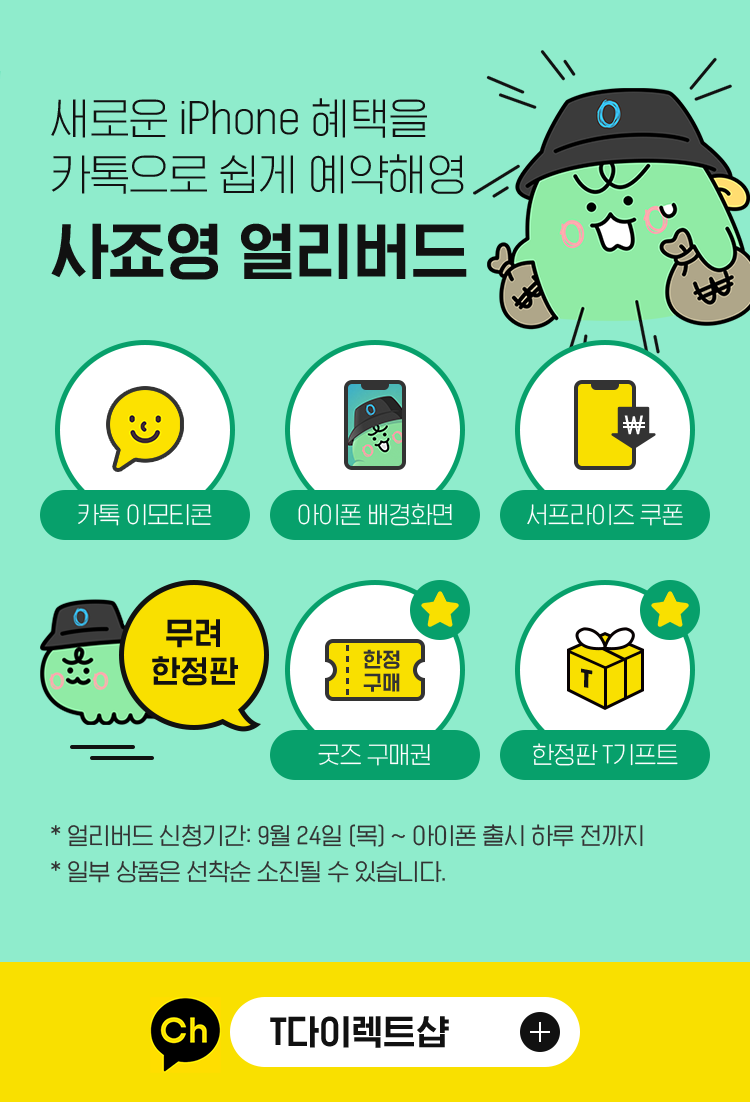 새로운 iPhone 혜택을
카톡으로 쉽게 예약해영
사죠영 얼리버드
카톡 이모티콘
아이폰 배경화면
₩
서프라이즈 쿠폰
무려
한정판
한정
구매
굿즈 구매권
T
한정판 T기프트
* 얼리버드 신청기간: 9월 24일 (목) ~ 아이폰 출시 하루 전까지
* 일부 상품은 선착순 소진될 수 있습니다.
Ch
T다이렉트샵